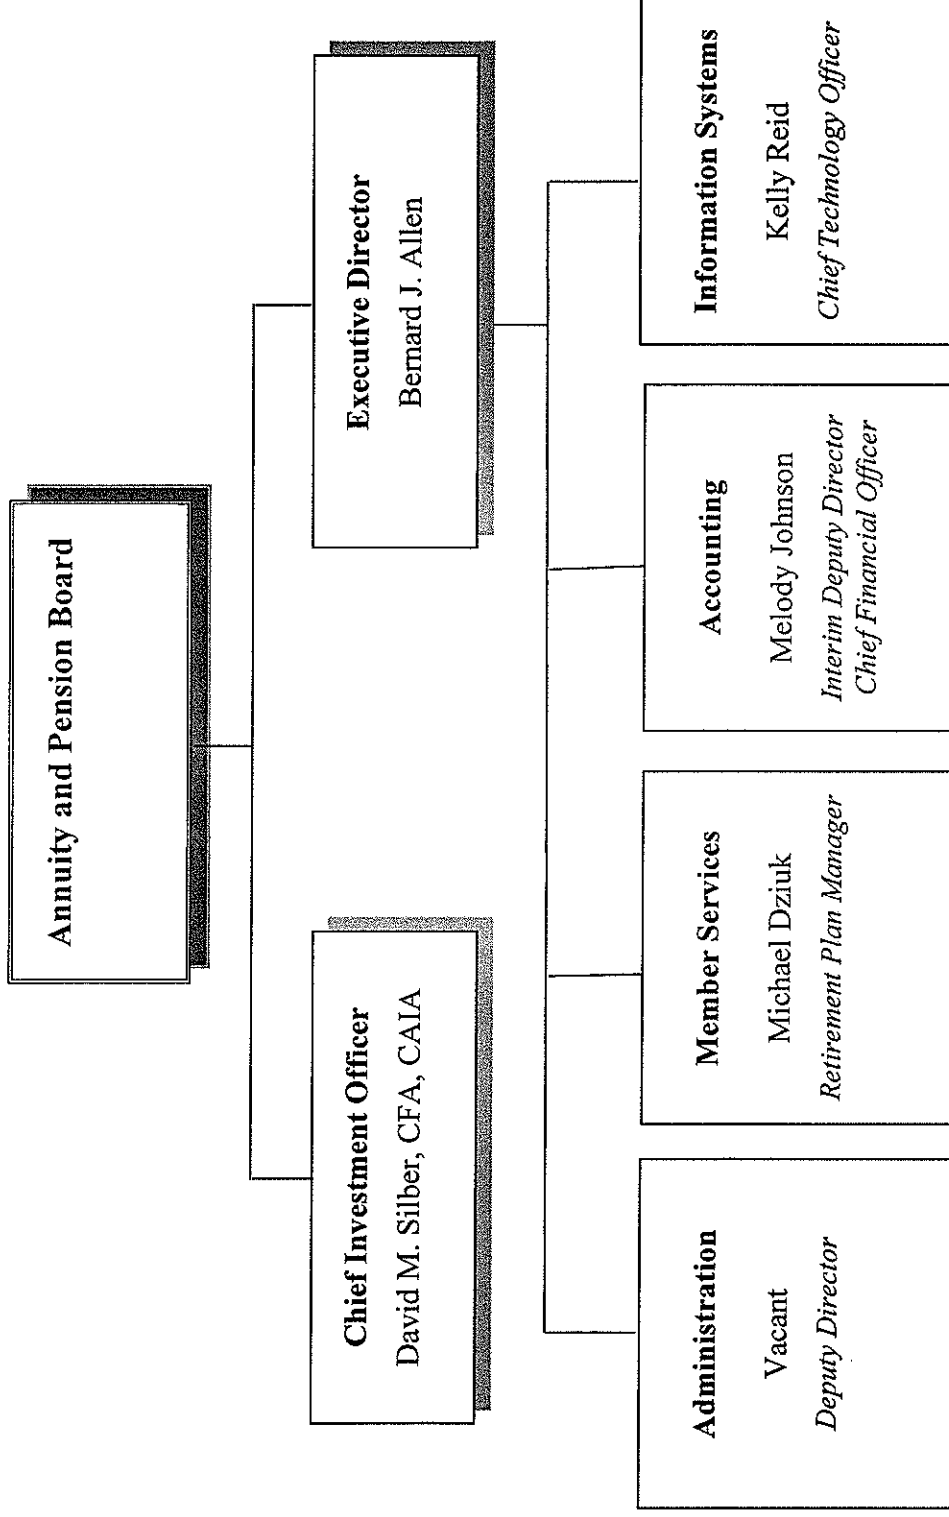 Annuity and Pension Board
Chief Investment Officer
David M. Silber, CFA, CAIA
Executive Director
Bernard J. Allen
Administration
Vacant
Deputy Director
Member Services
Michael Dziuk
Retirement Plan Manager
Accounting
Melody Johnson
Interim Deputy Director
Chief Financial Officer
Information Systems
Kelly Reid
Chief Technology Officer